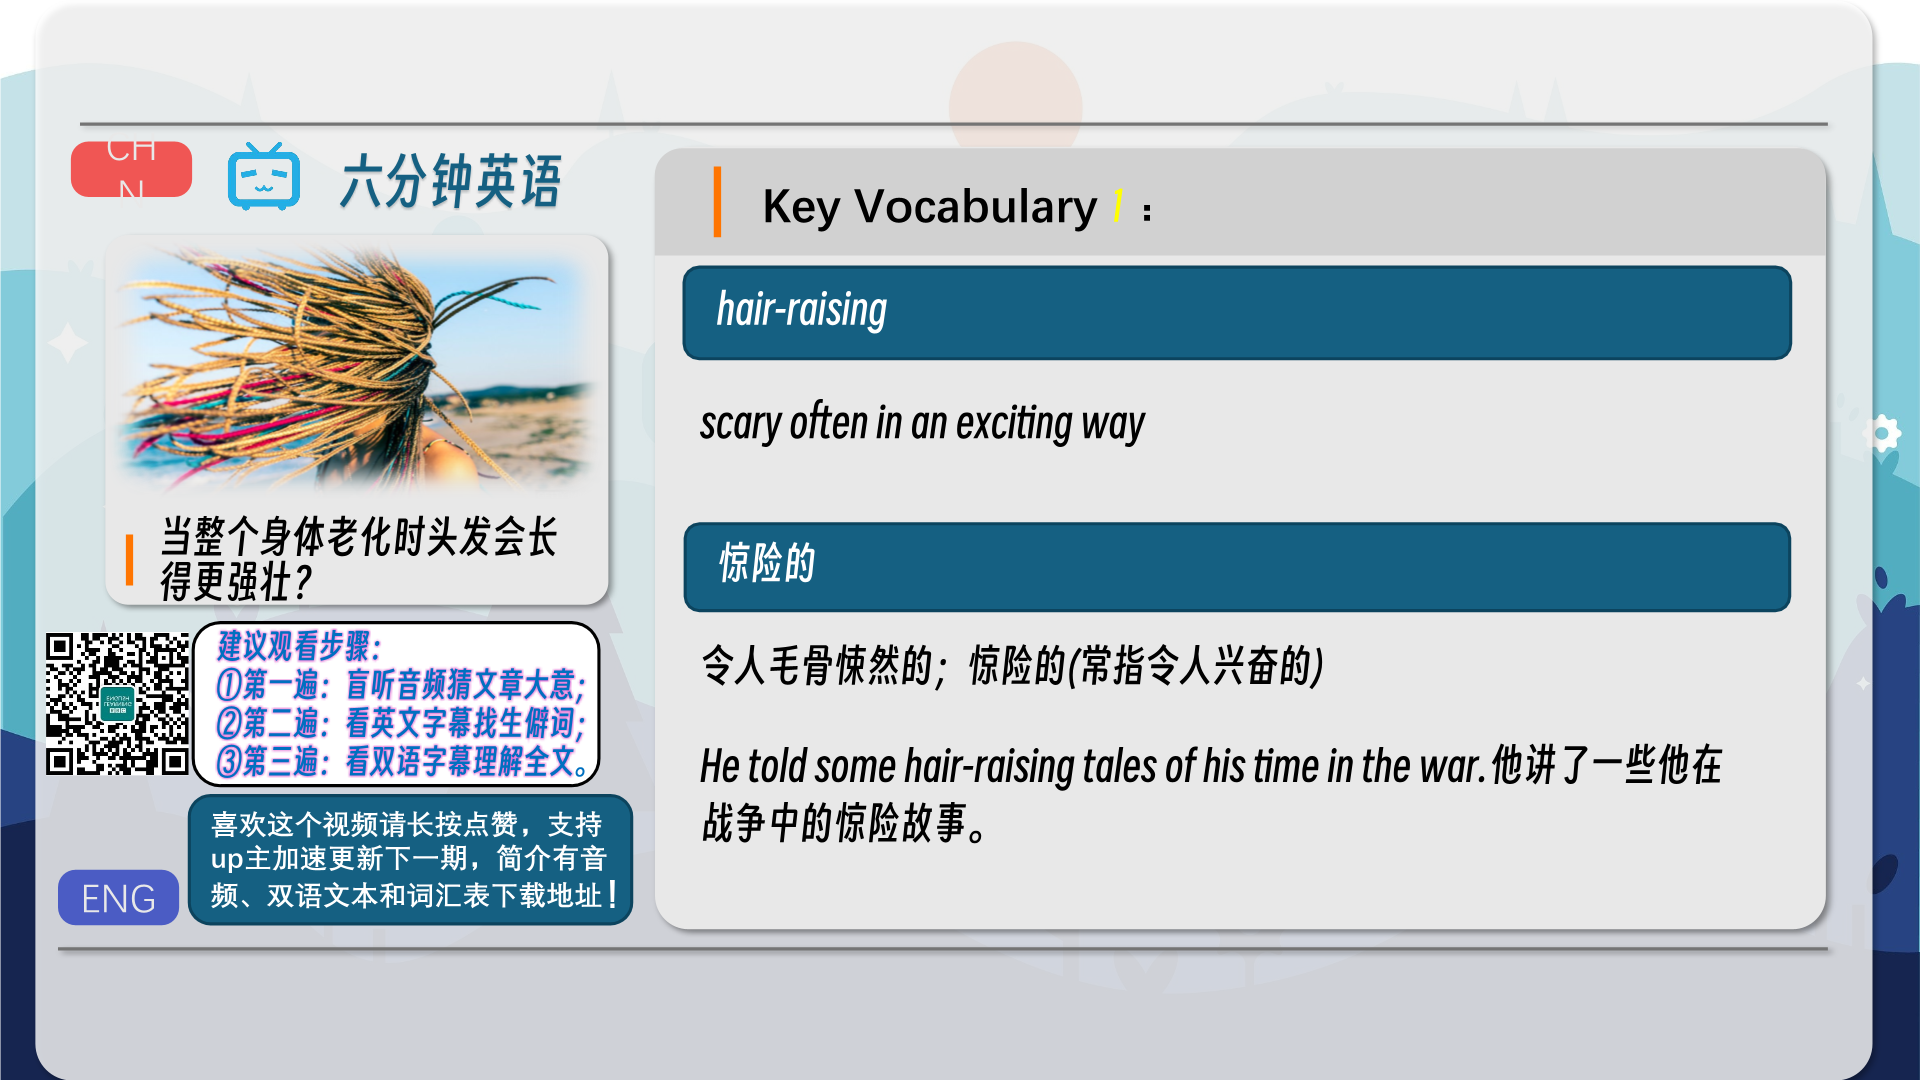 CH
N
六分钟英语
当整个身体老化时头发会长
得更强壮？
建议观看步骤：
①第一遍：盲听音频猜文章大意；
②第二遍：看英文字幕找生僻词；
③第三遍：看双语字幕理解全文。
喜欢这个视频请长按点赞，支持
up主加速更新下一期，简介有音
频、双语文本和词汇表下载地址！
ENG
Key Vocabulary 1：
hair-raising
scary often in an exciting way
惊险的
令人毛骨悚然的；惊险的(常指令人兴奋的)
He told some hair-raising tales of his time in the war.他讲了一些他在
战争中的惊险故事。